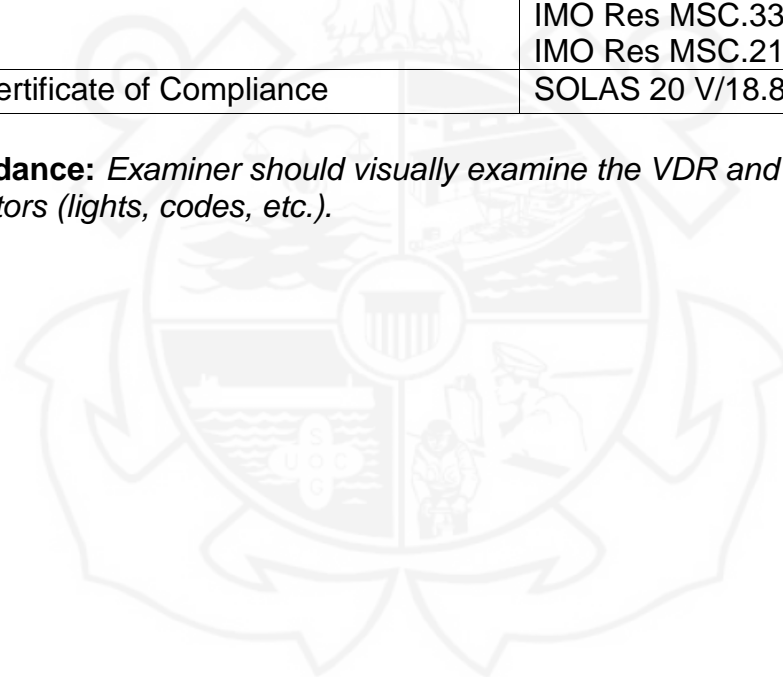 IMO Res MSC.33
IMO Res MSC.21
ertificate of Compliance SOLAS 20 V/18.8
dance: Examiner should visually examine the VDR and
tors (lights, codes, etc.).
S
U O C
G